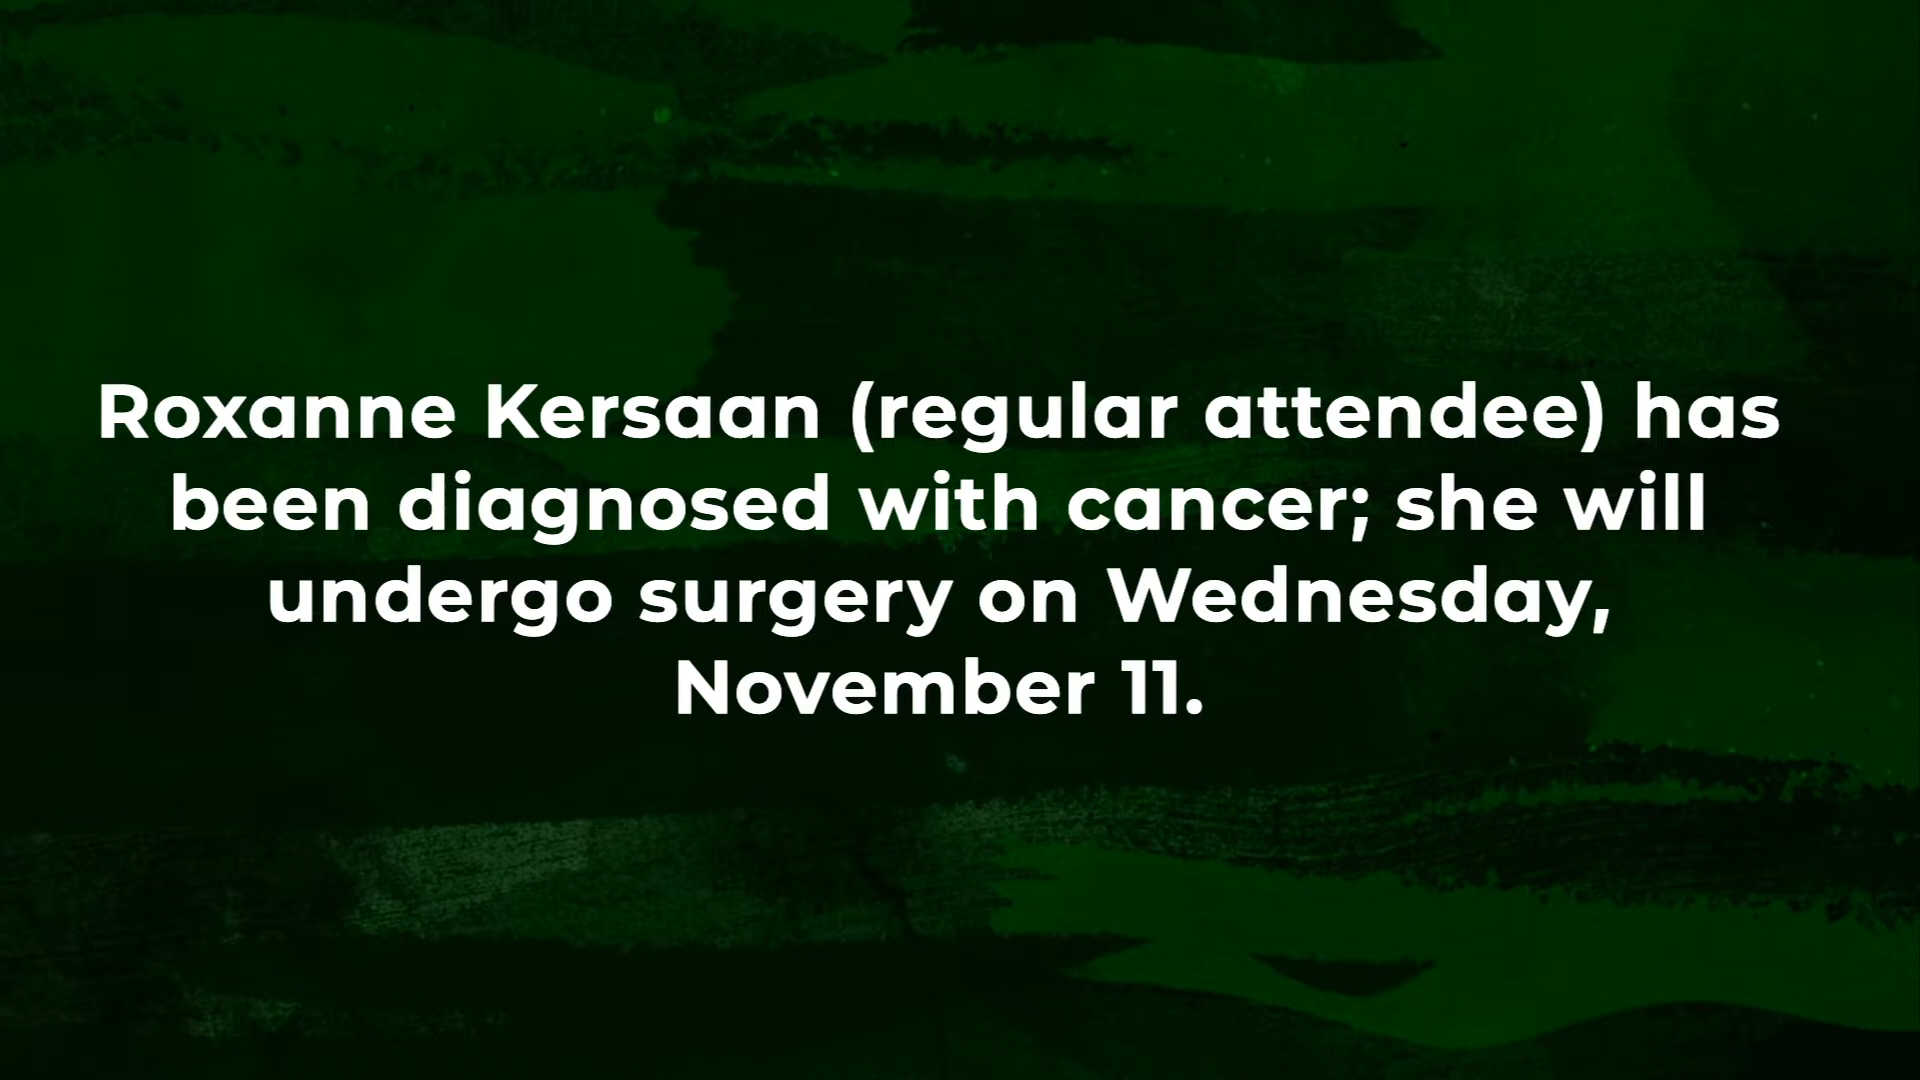 Roxanne Kersaan (regular attendee) has
been diagnosed with cancer; she will
undergo surgery on Wednesday,
November 11.